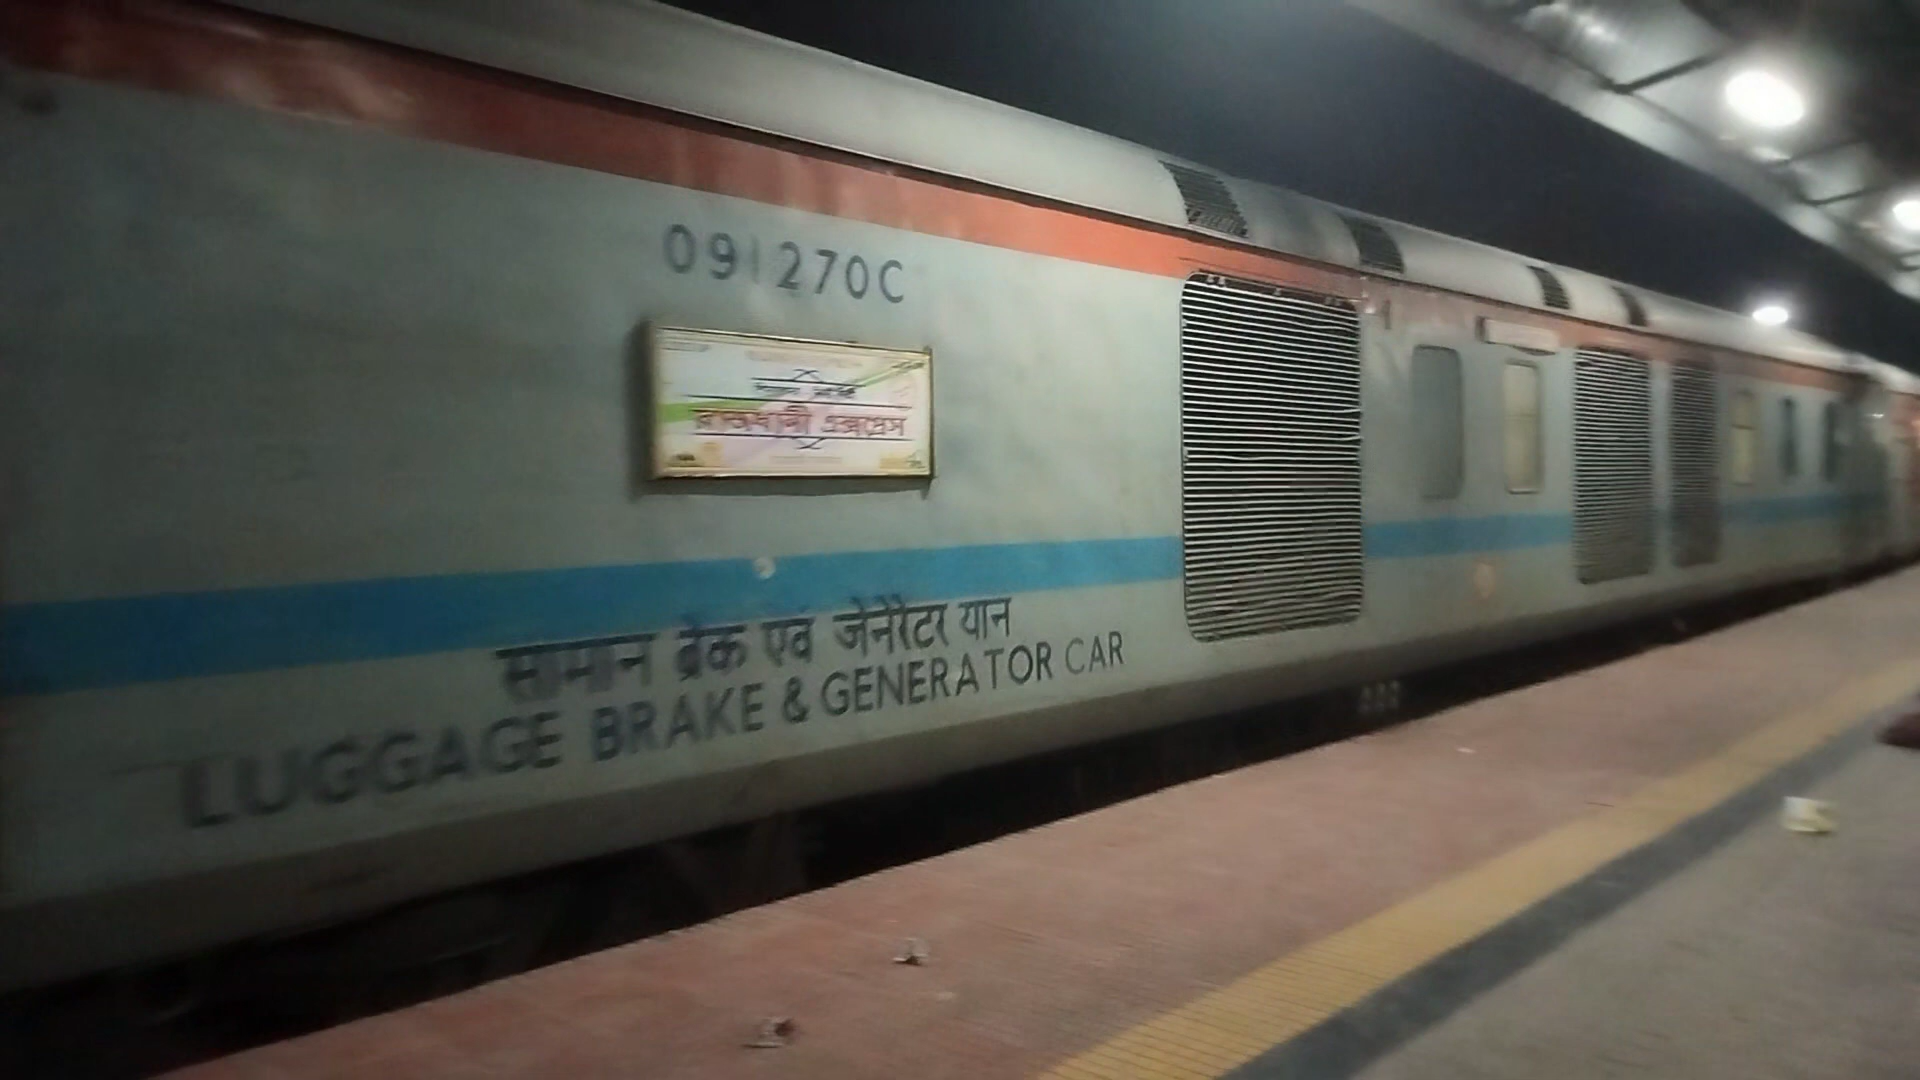 091270C
राजधानी एक्सप्रेस
सामान ब्रेक एवं जेनेरेटर यान
LUGGAGE BRAKE & GENERATOR CAR